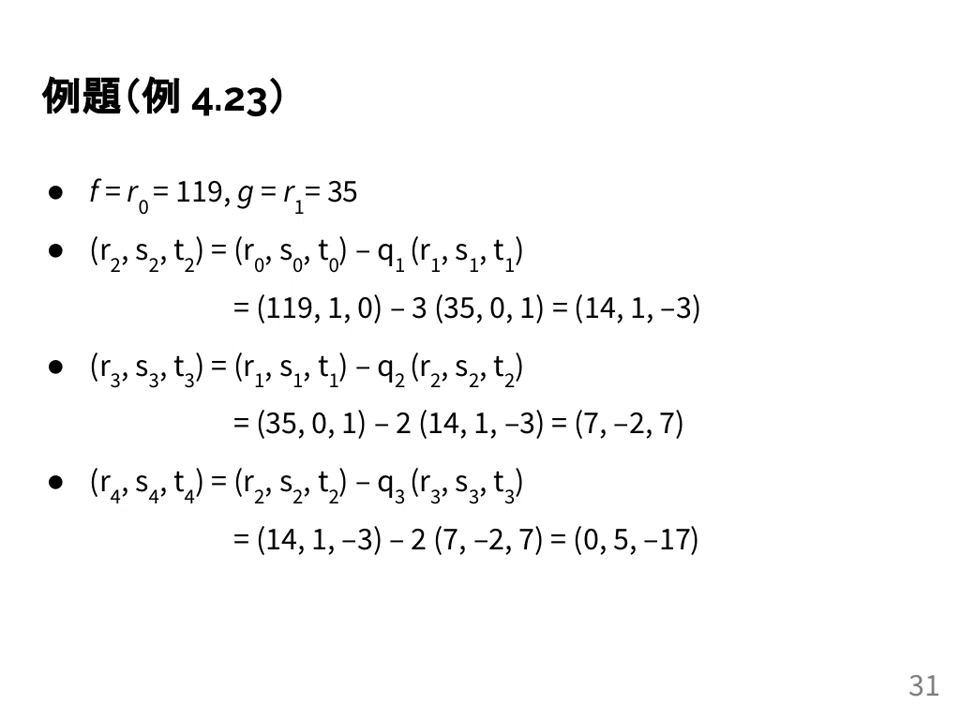 例題（例 4.23）
● f = r0 = 119, g = r1 = 35
● (r2, s2, t2) = (r0, s0, t0) – q1 (r1, s1, t1)
= (119, 1, 0) – 3 (35, 0, 1) = (14, 1, –3)
● (r3, s3, t3) = (r1, s1, t1) – q2 (r2, s2, t2)
= (35, 0, 1) – 2 (14, 1, –3) = (7, –2, 7)
● (r4, s4, t4) = (r2, s2, t2) – q3 (r3, s3, t3)
= (14, 1, –3) – 2 (7, –2, 7) = (0, 5, –17)
31